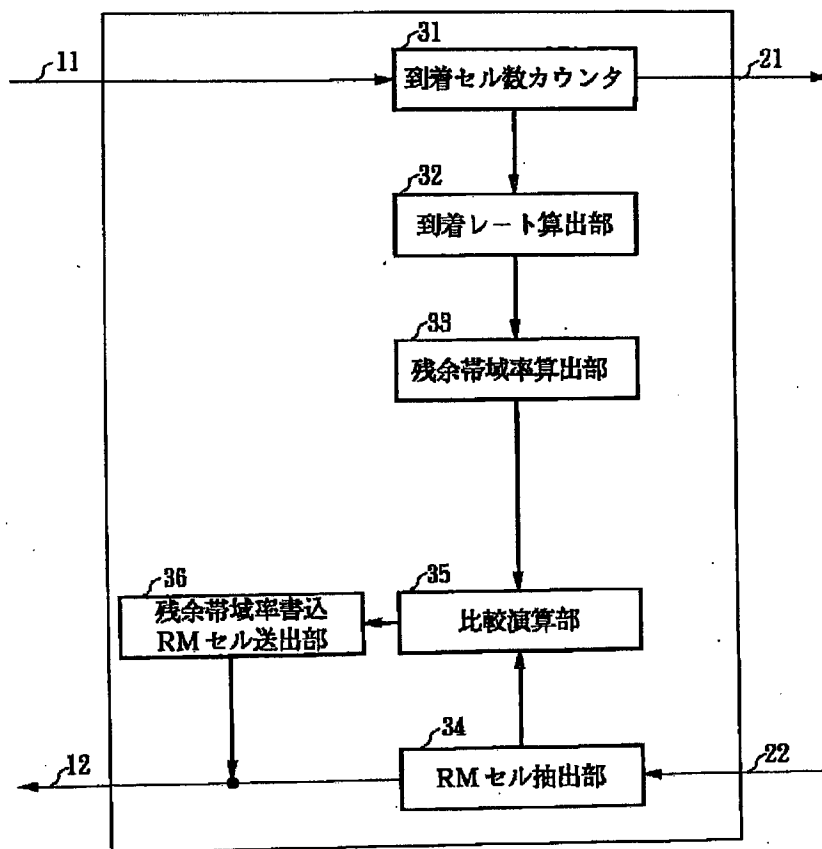 31
11
到着セル数カウンタ
21
32
到着レート算出部
33
残余帯域率算出部
36
残余帯域率書込
RMセル送出部
35
比較演算部
34
12
RMセル抽出部
22